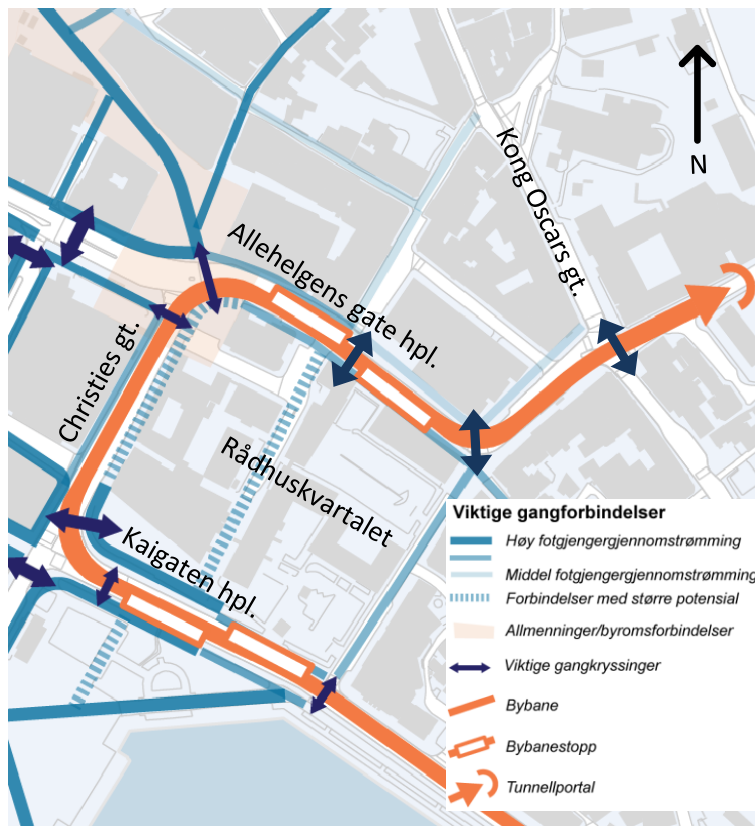 N
Kong Oscars gt.
Allehelgens gate hpl.
Christies gt.
Rådhuskvartalet
Kaigaten hpl.
Viktige gangforbindelser
Høy fotgjengergjennomstrømming
Middel fotgjengergjennomstrømming
Forbindelser med større potensial
Allmenninger/byromsforbindelser
Viktige gangkryssinger
Bybane
Bybanestopp
Tunnellportal